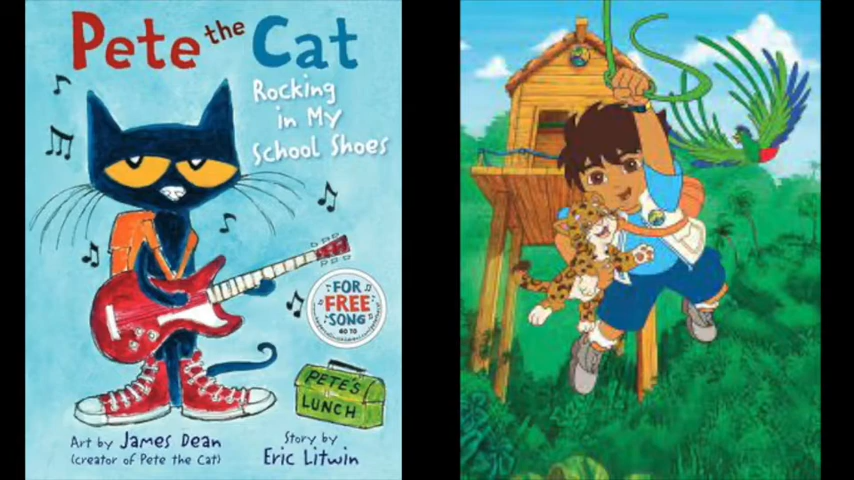 Pete the Cat
Rocking
in My
School Shoes
FOR
FREE
SONG
GO TO
PETE'S
LUNCH
Art by James Dean
(creator of Pete the Cat)
Story by
Eric Litwin